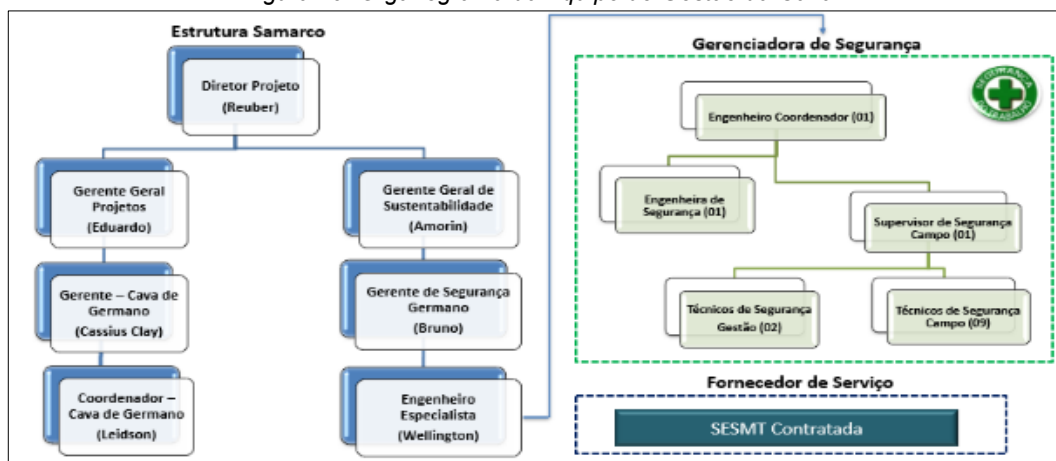 Estrutura Samarco
Diretor Projeto
(Reuber)
Gerente Geral
Projetos
(Eduardo)
Gerente – Cava de
Germano
(Cassius Clay)
Coordenador –
Cava de Germano
(Leidson)
Gerente Geral de
Sustentabilidade
(Amorin)
Gerente de Segurança
Germano
(Bruno)
Engenheiro
Especialista
(Wellington)
Gerenciadora de Segurança
SEGURANÇA
DO TRABALHO
Engenheiro Coordenador (01)
Engenheira de
Segurança (01)
Supervisor de Segurança
Campo (01)
Técnicos de Segurança
Gestão (02)
Técnicos de Segurança
Campo (09)
Fornecedor de Serviço
SESMT Contratada